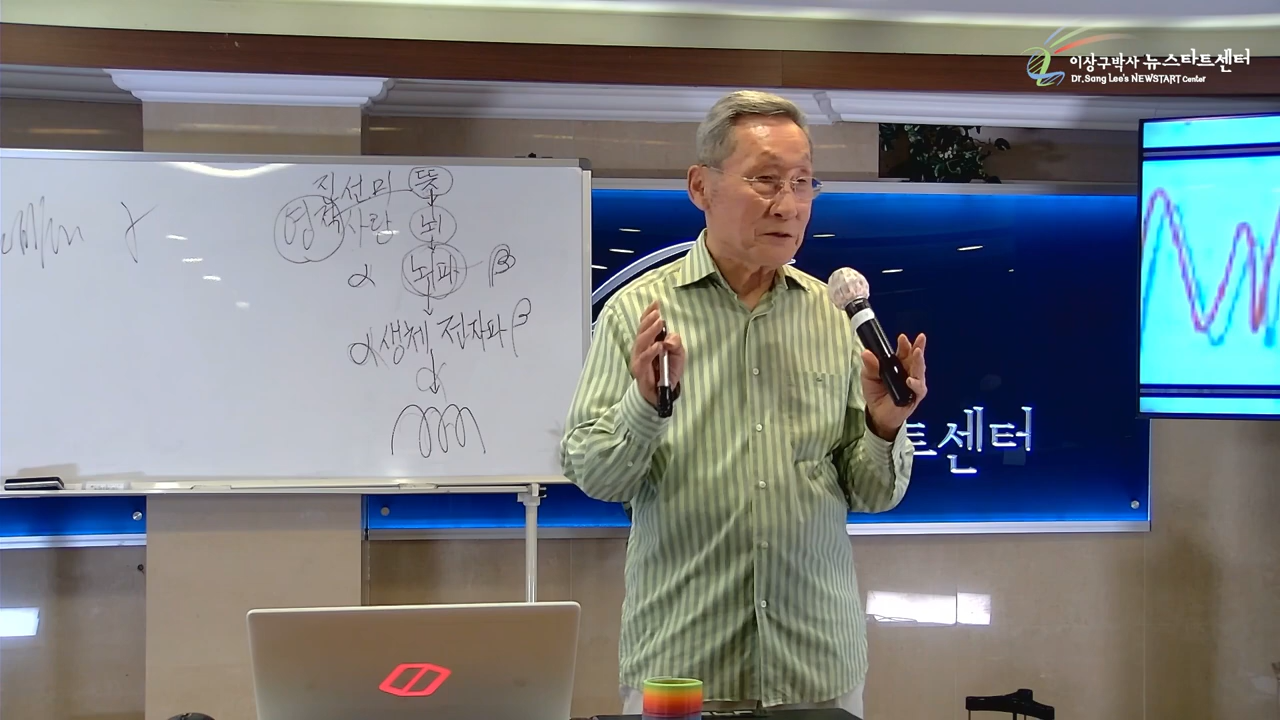 이상구박사 뉴스타트센터
Dr. Sang Lee's NEWSTART Center
진선미 뜻
영적 사랑 뇌
α 뇌파 β
α 생체 전자파 β
트센터